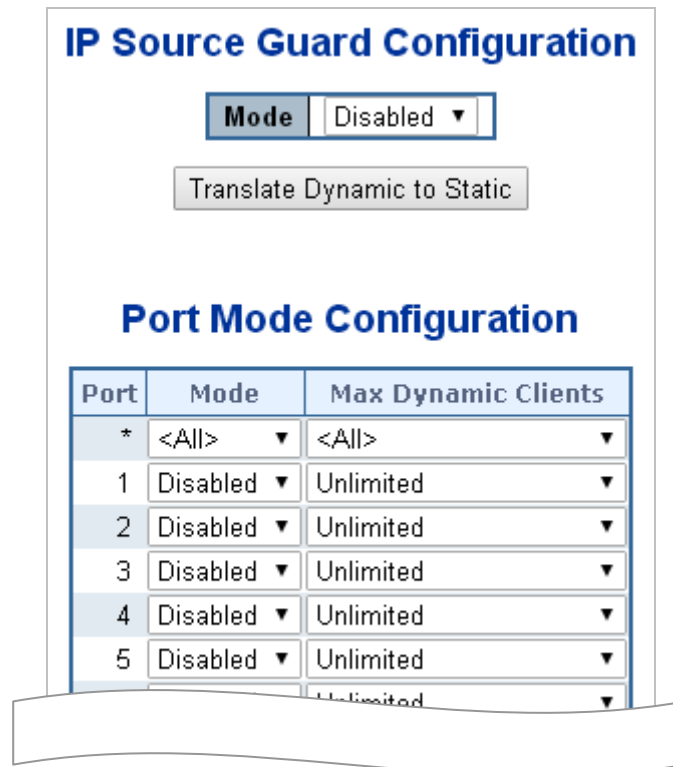 IP Source Guard Configuration
Mode Disabled
Translate Dynamic to Static
Port Mode Configuration
Port Mode Max Dynamic Clients
* <All> <All>
1 Disabled Unlimited
2 Disabled Unlimited
3 Disabled Unlimited
4 Disabled Unlimited
5 Disabled Unlimited
Unlimited